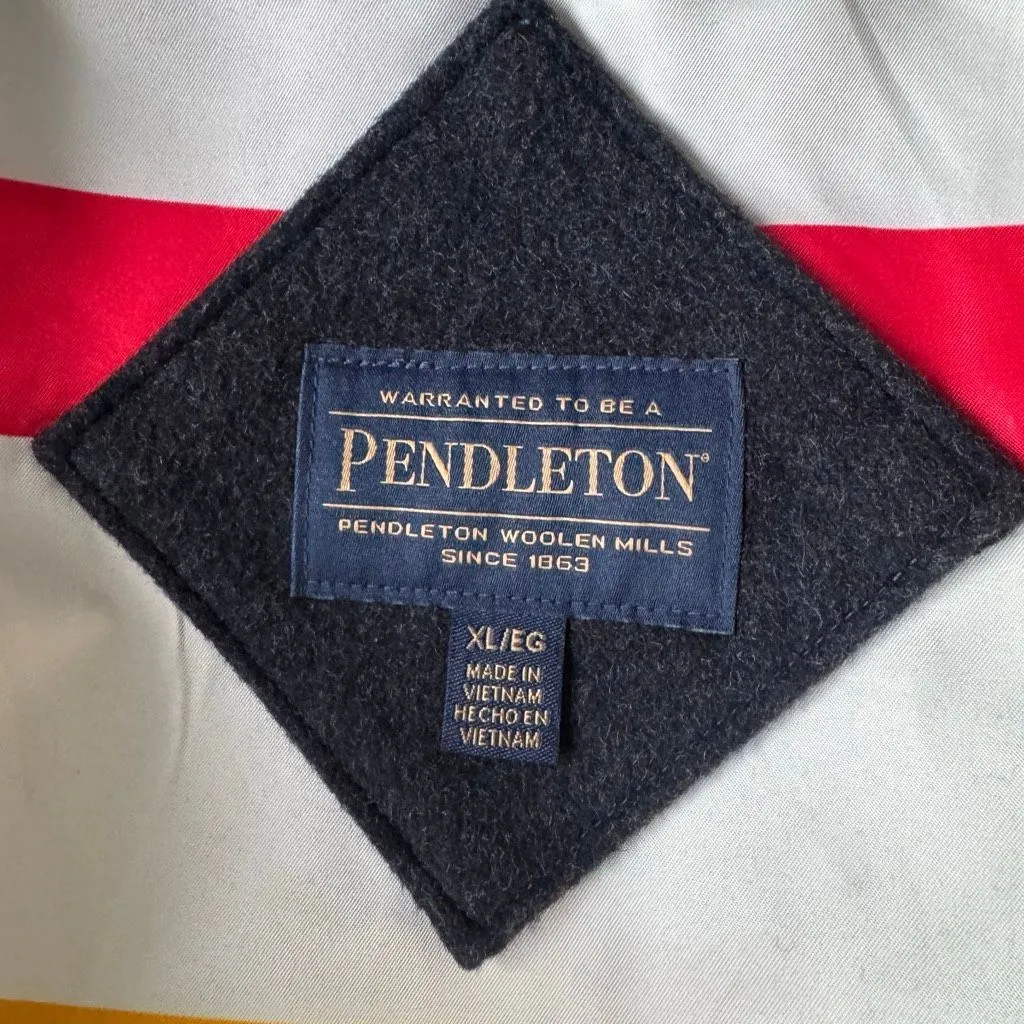 WARRANTED TO BE A
PENDLETON®
PENDLETON WOOLEN MILLS
SINCE 1863
XL/EG
MADE IN
VIETNAM
HECHO EN
VIETNAM